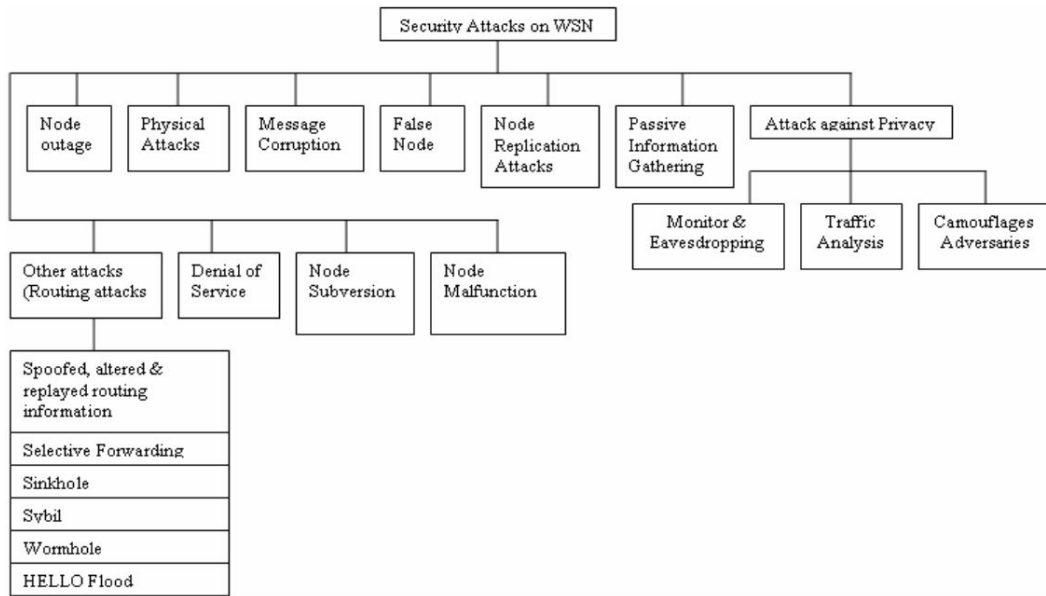 Security Attacks on WSN
Node
outage
Physical
Attacks
Message
Corruption
False
Node
Node
Replication
Attacks
Passive
Information
Gathering
Attack against Privacy
Monitor &
Eavesdropping
Traffic
Analysis
Camouflages
Adversaries
Other attacks
(Routing attacks
Denial of
Service
Node
Subversion
Node
Malfunction
Spoofed, altered &
replayed routing
information
Selective Forwarding
Sinkhole
Sybil
Wormhole
HELLO Flood